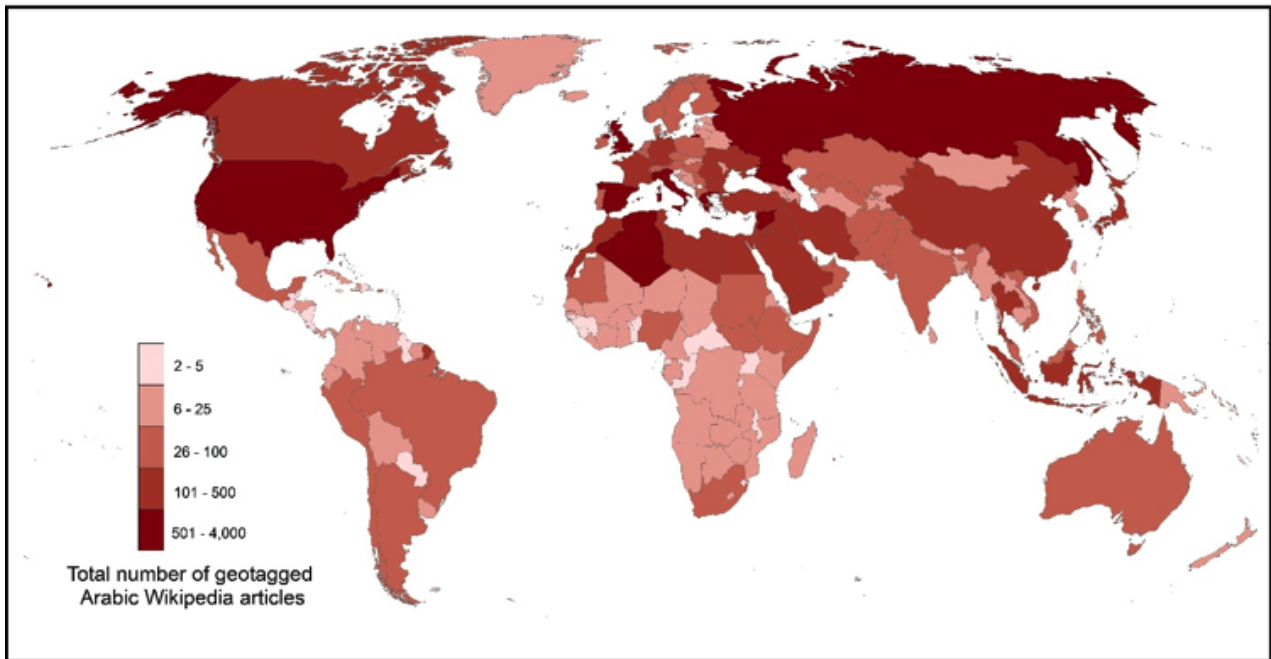 2 - 5
6 - 25
26 - 100
101 - 500
501 - 4,000
Total number of geotagged
Arabic Wikipedia articles